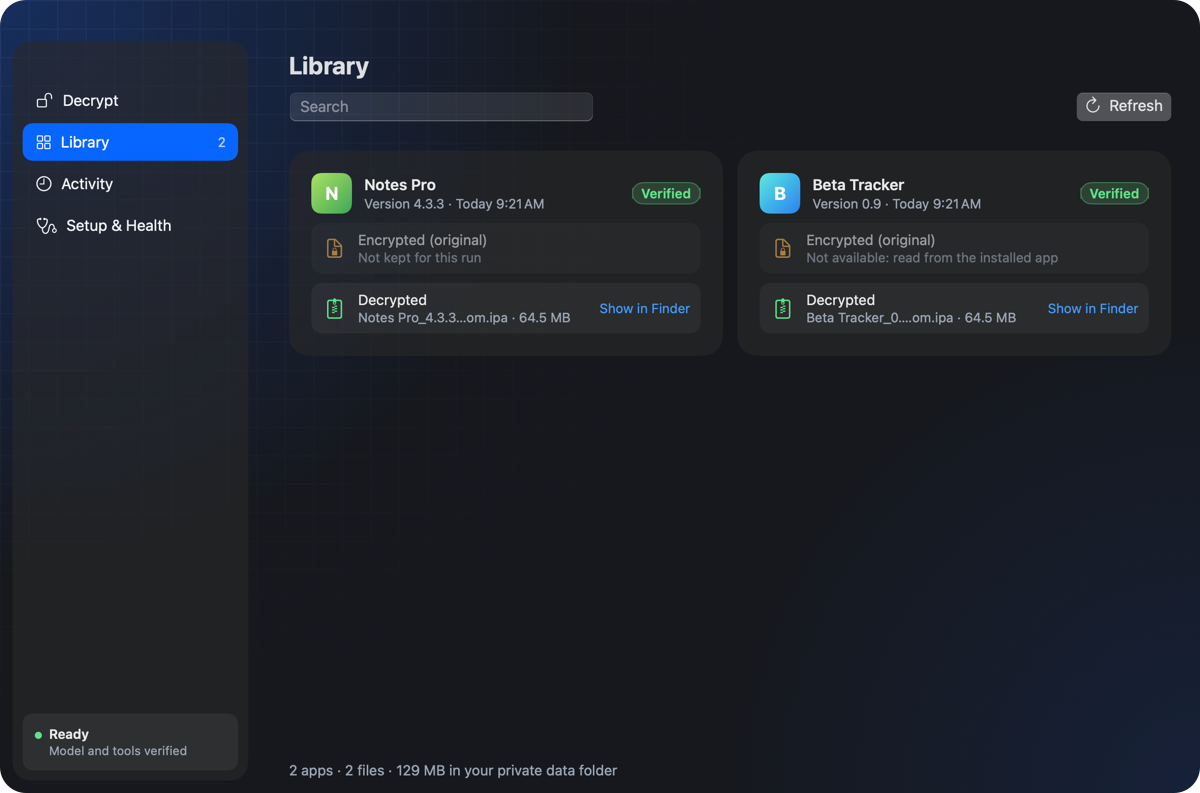 Decrypt
Library 2
Activity
Setup & Health
Ready
Model and tools verified
Library
Search
Refresh
N
Notes Pro
Version 4.3.3 · Today 9:21 AM
Verified
Encrypted (original)
Not kept for this run
Decrypted
Notes Pro_4.3.3...om.ipa · 64.5 MB
Show in Finder
B
Beta Tracker
Version 0.9 · Today 9:21 AM
Verified
Encrypted (original)
Not available: read from the installed app
Decrypted
Beta Tracker_0....om.ipa · 64.5 MB
Show in Finder
2 apps · 2 files · 129 MB in your private data folder